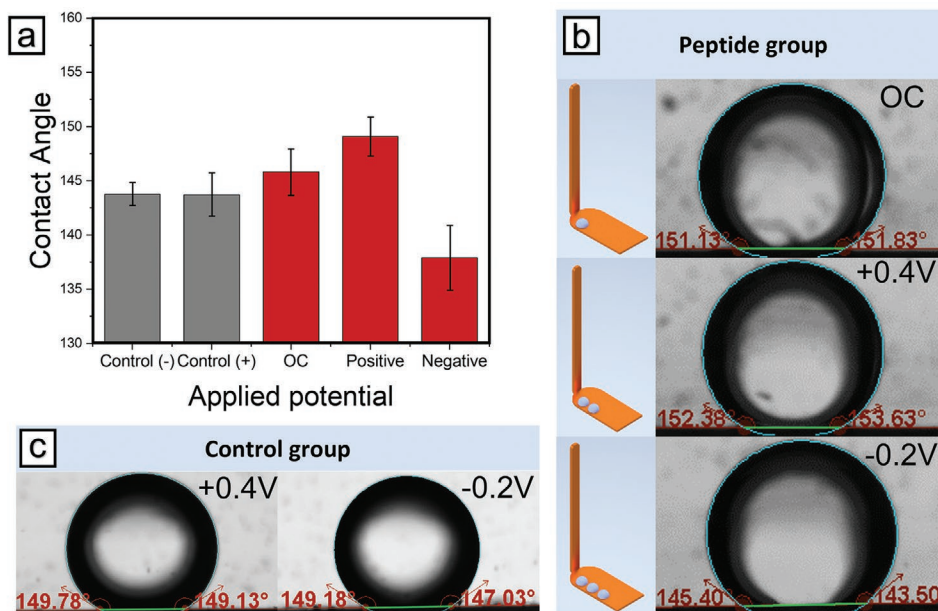 a
160
155
150
145
140
135
130
Contact Angle
Control (-) Control (+) OC Positive Negative
Applied potential
b
Peptide group
OC
151.13° 151.83°
+0.4V
152.38° 153.63°
-0.2V
145.40 143.50
c
Control group
+0.4V
149.78° 149.13°
-0.2V
149.18° 147.03°